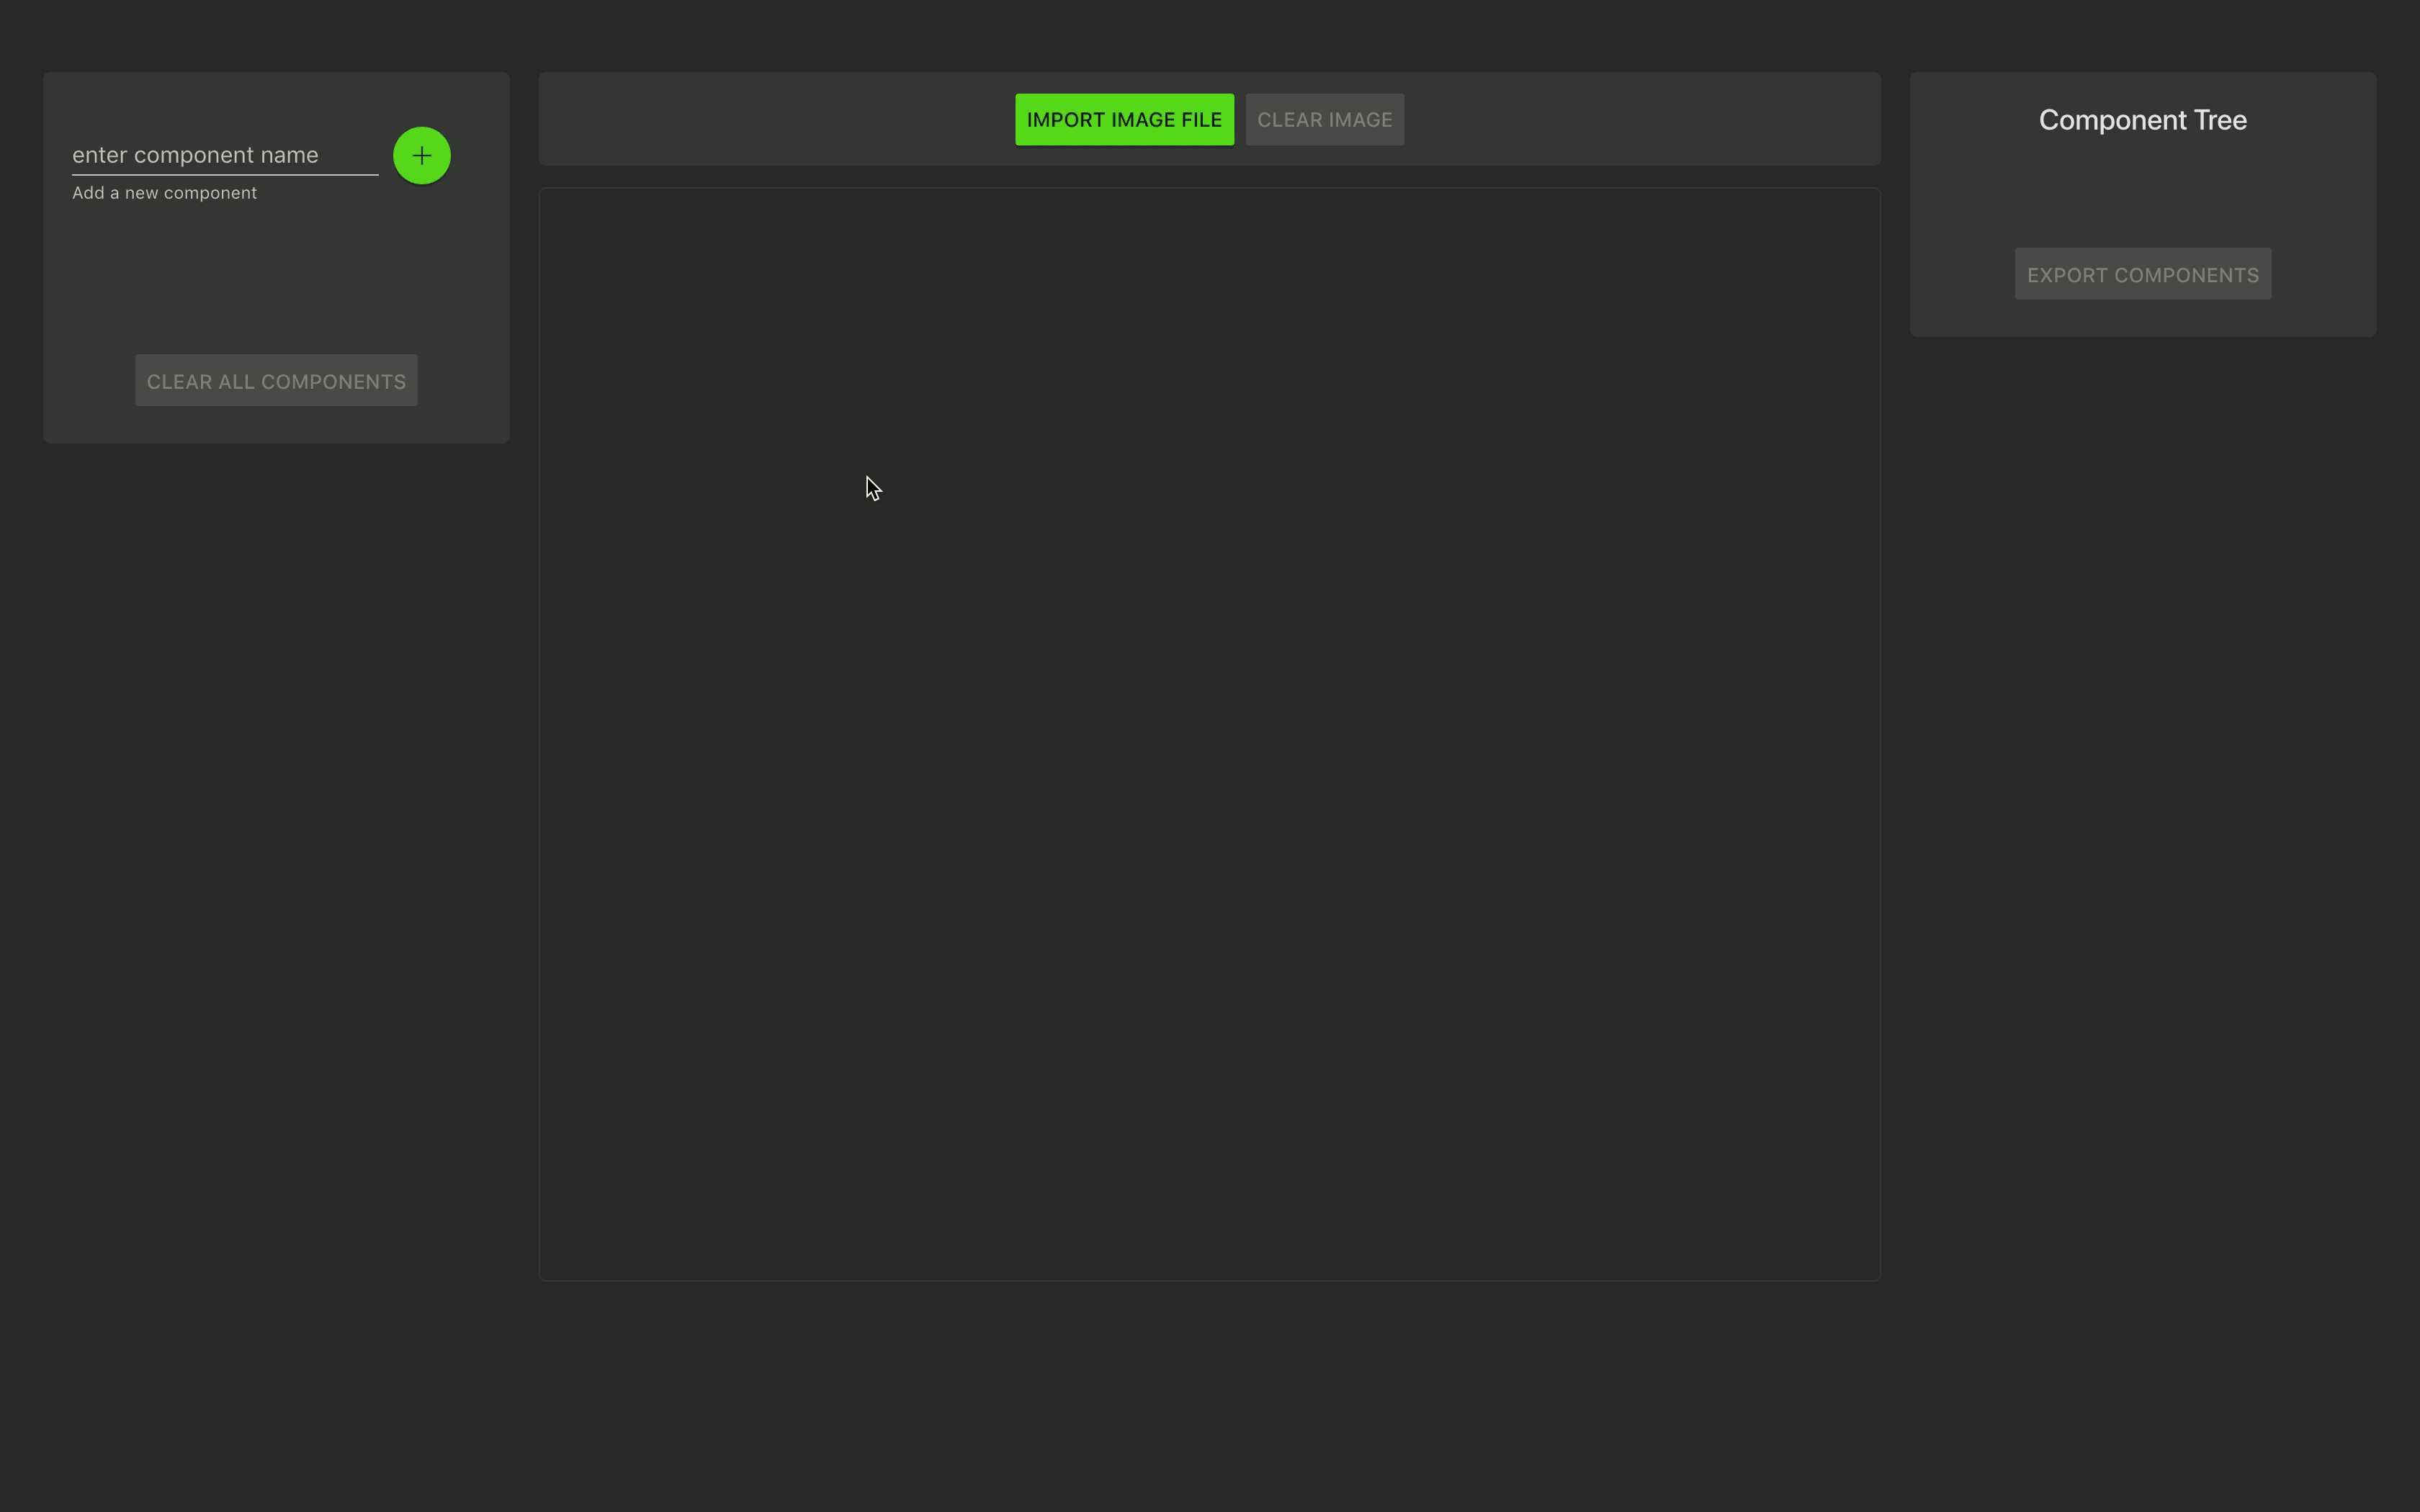 enter component name
Add a new component
CLEAR ALL COMPONENTS
IMPORT IMAGE FILE
CLEAR IMAGE
Component Tree
EXPORT COMPONENTS